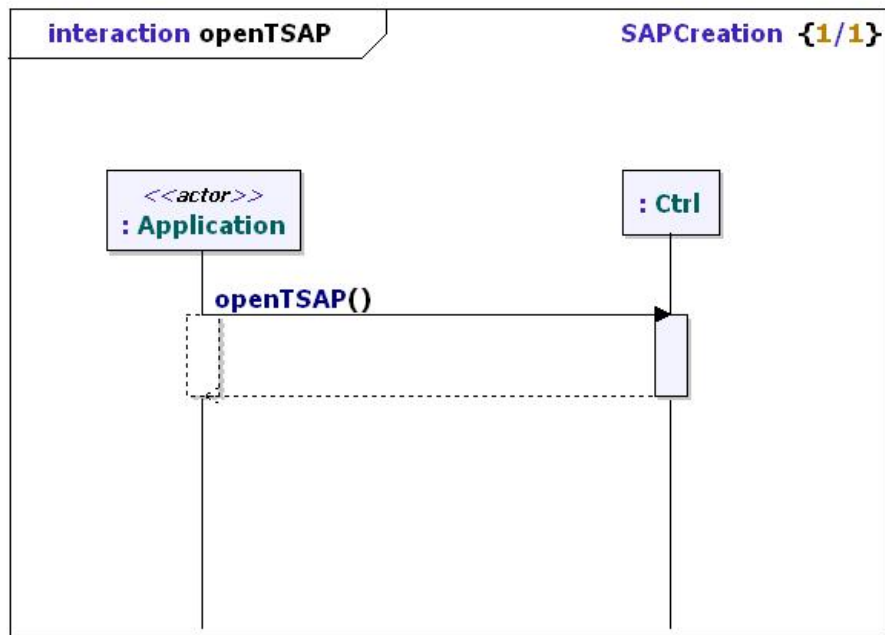 interaction openTSAP
SAPCreation {1/1}
<<actor>>
: Application
: Ctrl
openTSAP()